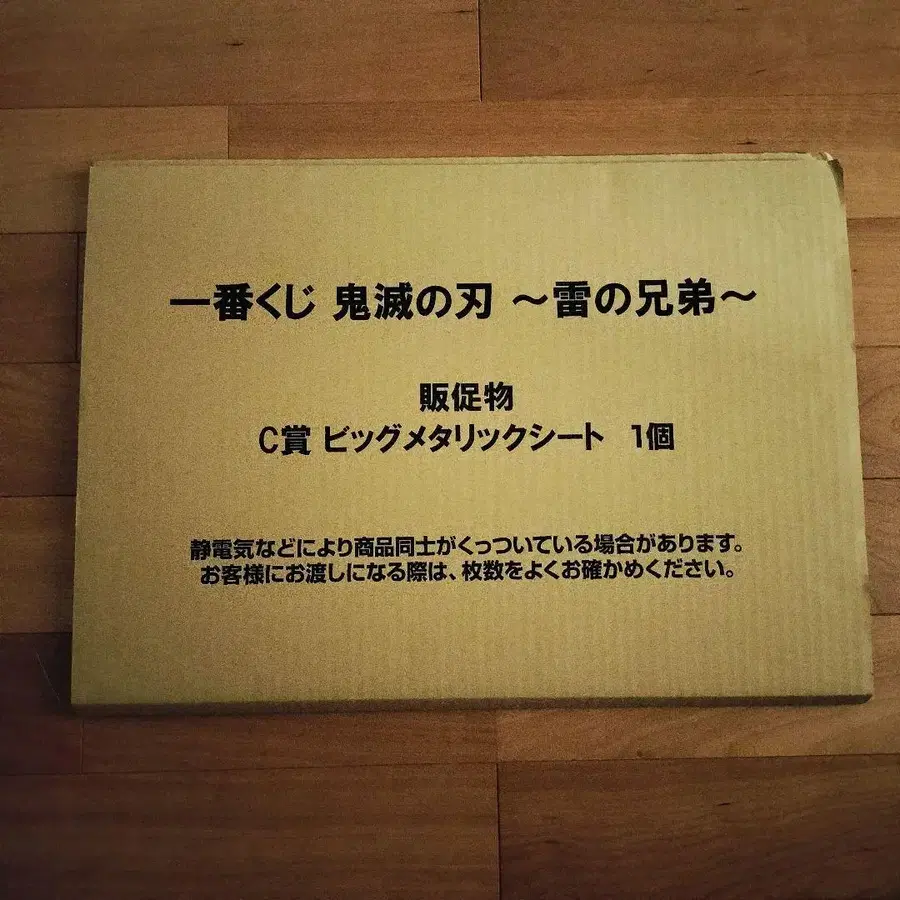 一番くじ 鬼滅の刃 ～雷の兄弟～
販促物
C賞 ビッグメタリックシート 1個
静電気などにより商品同士がくっついている場合があります。
お客様にお渡しになる際は、枚数をよくお確かめください。